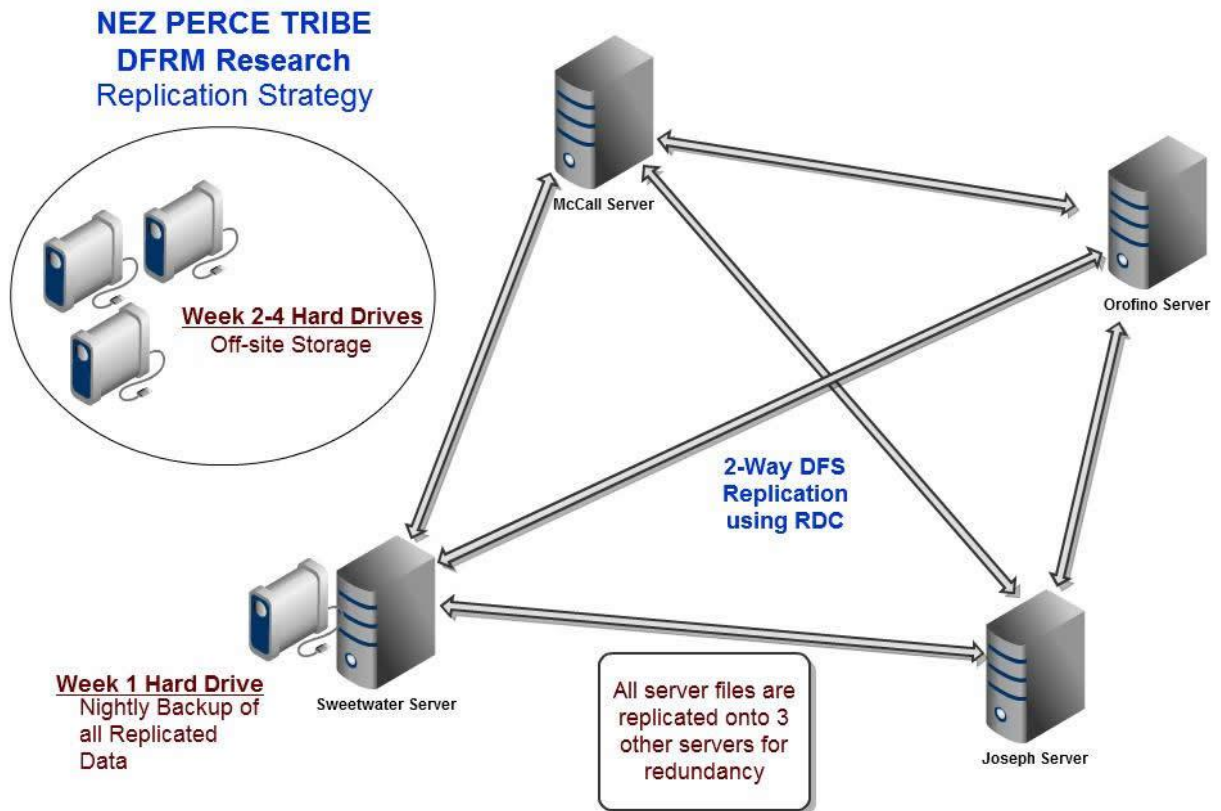 NEZ PERCE TRIBE
DFRM Research
Replication Strategy
McCall Server
Orofino Server
Week 2-4 Hard Drives
Off-site Storage
2-Way DFS
Replication
using RDC
Week 1 Hard Drive
Nightly Backup of
all Replicated
Data
Sweetwater Server
All server files are
replicated onto 3
other servers for
redundancy
Joseph Server